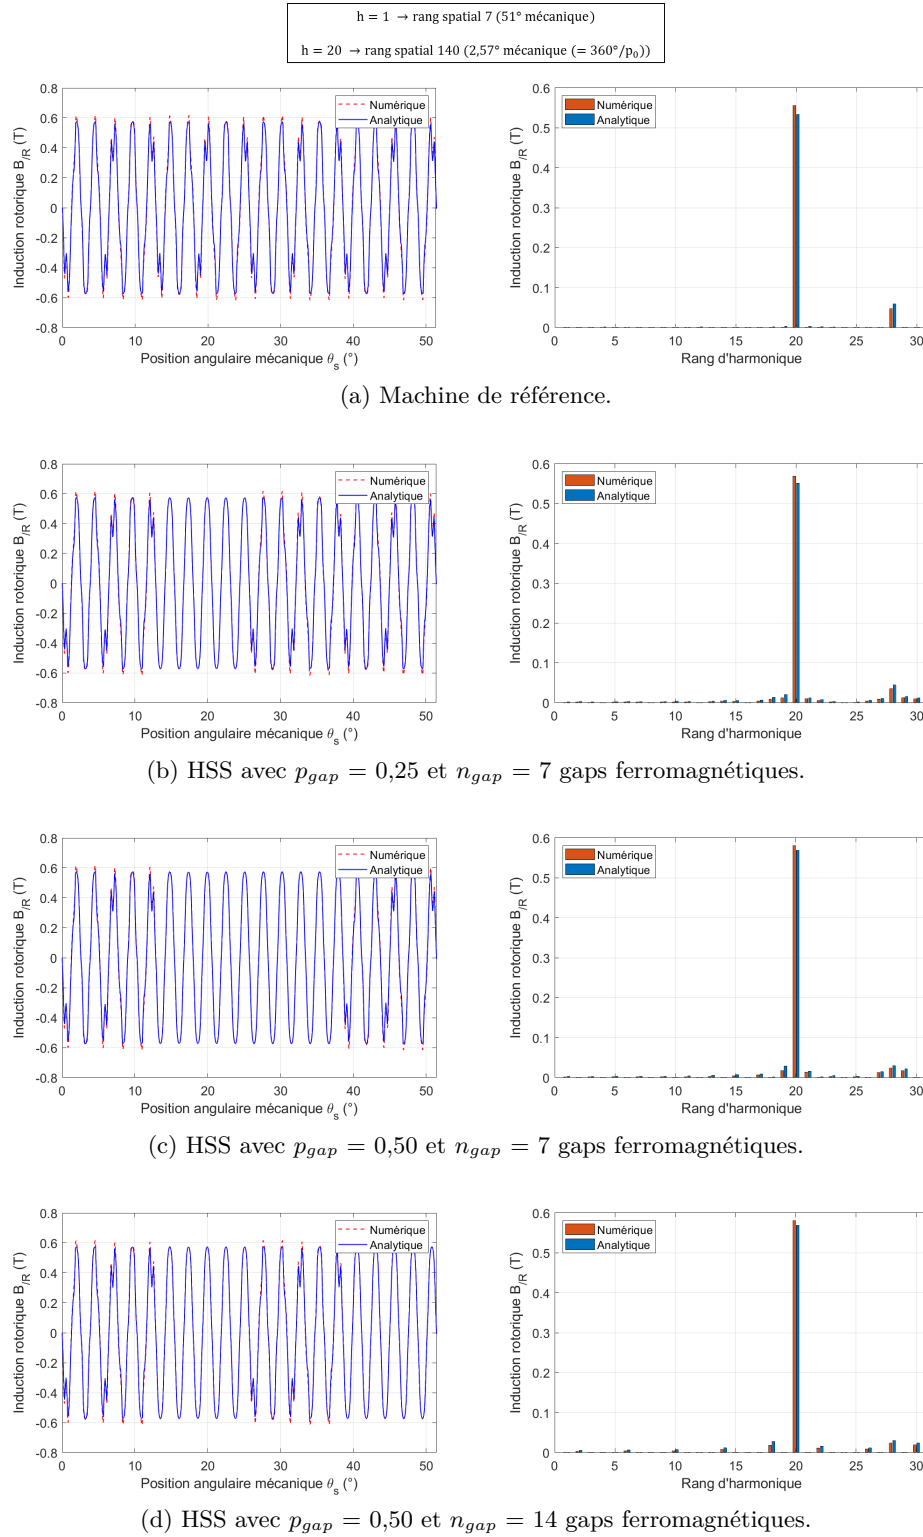 h = 1 → rang spatial 7 (51° mécanique)
h = 20 → rang spatial 140 (2,57° mécanique (= 360°/p₀))
Induction rotorique B/R (T)
0.8
0.6
0.4
0.2
0
-0.2
-0.4
-0.6
-0.8
Numérique
Analytique
0 10 20 30 40 50
Position angulaire mécanique θs (°)
Induction rotorique B/R (T)
0.6
0.5
0.4
0.3
0.2
0.1
0
Numérique
Analytique
0 5 10 15 20 25 30
Rang d'harmonique
(a) Machine de référence.
Induction rotorique B/R (T)
0.8
0.6
0.4
0.2
0
-0.2
-0.4
-0.6
-0.8
Numérique
Analytique
0 10 20 30 40 50
Position angulaire mécanique θs (°)
Induction rotorique B/R (T)
0.6
0.5
0.4
0.3
0.2
0.1
0
Numérique
Analytique
0 5 10 15 20 25 30
Rang d'harmonique
(b) HSS avec pgap = 0,25 et ngap = 7 gaps ferromagnétiques.
Induction rotorique B/R (T)
0.8
0.6
0.4
0.2
0
-0.2
-0.4
-0.6
-0.8
Numérique
Analytique
0 10 20 30 40 50
Position angulaire mécanique θs (°)
Induction rotorique B/R (T)
0.6
0.5
0.4
0.3
0.2
0.1
0
Numérique
Analytique
0 5 10 15 20 25 30
Rang d'harmonique
(c) HSS avec pgap = 0,50 et ngap = 7 gaps ferromagnétiques.
Induction rotorique B/R (T)
0.8
0.6
0.4
0.2
0
-0.2
-0.4
-0.6
-0.8
Numérique
Analytique
0 10 20 30 40 50
Position angulaire mécanique θs (°)
Induction rotorique B/R (T)
0.6
0.5
0.4
0.3
0.2
0.1
0
Numérique
Analytique
0 5 10 15 20 25 30
Rang d'harmonique
(d) HSS avec pgap = 0,50 et ngap = 14 gaps ferromagnétiques.